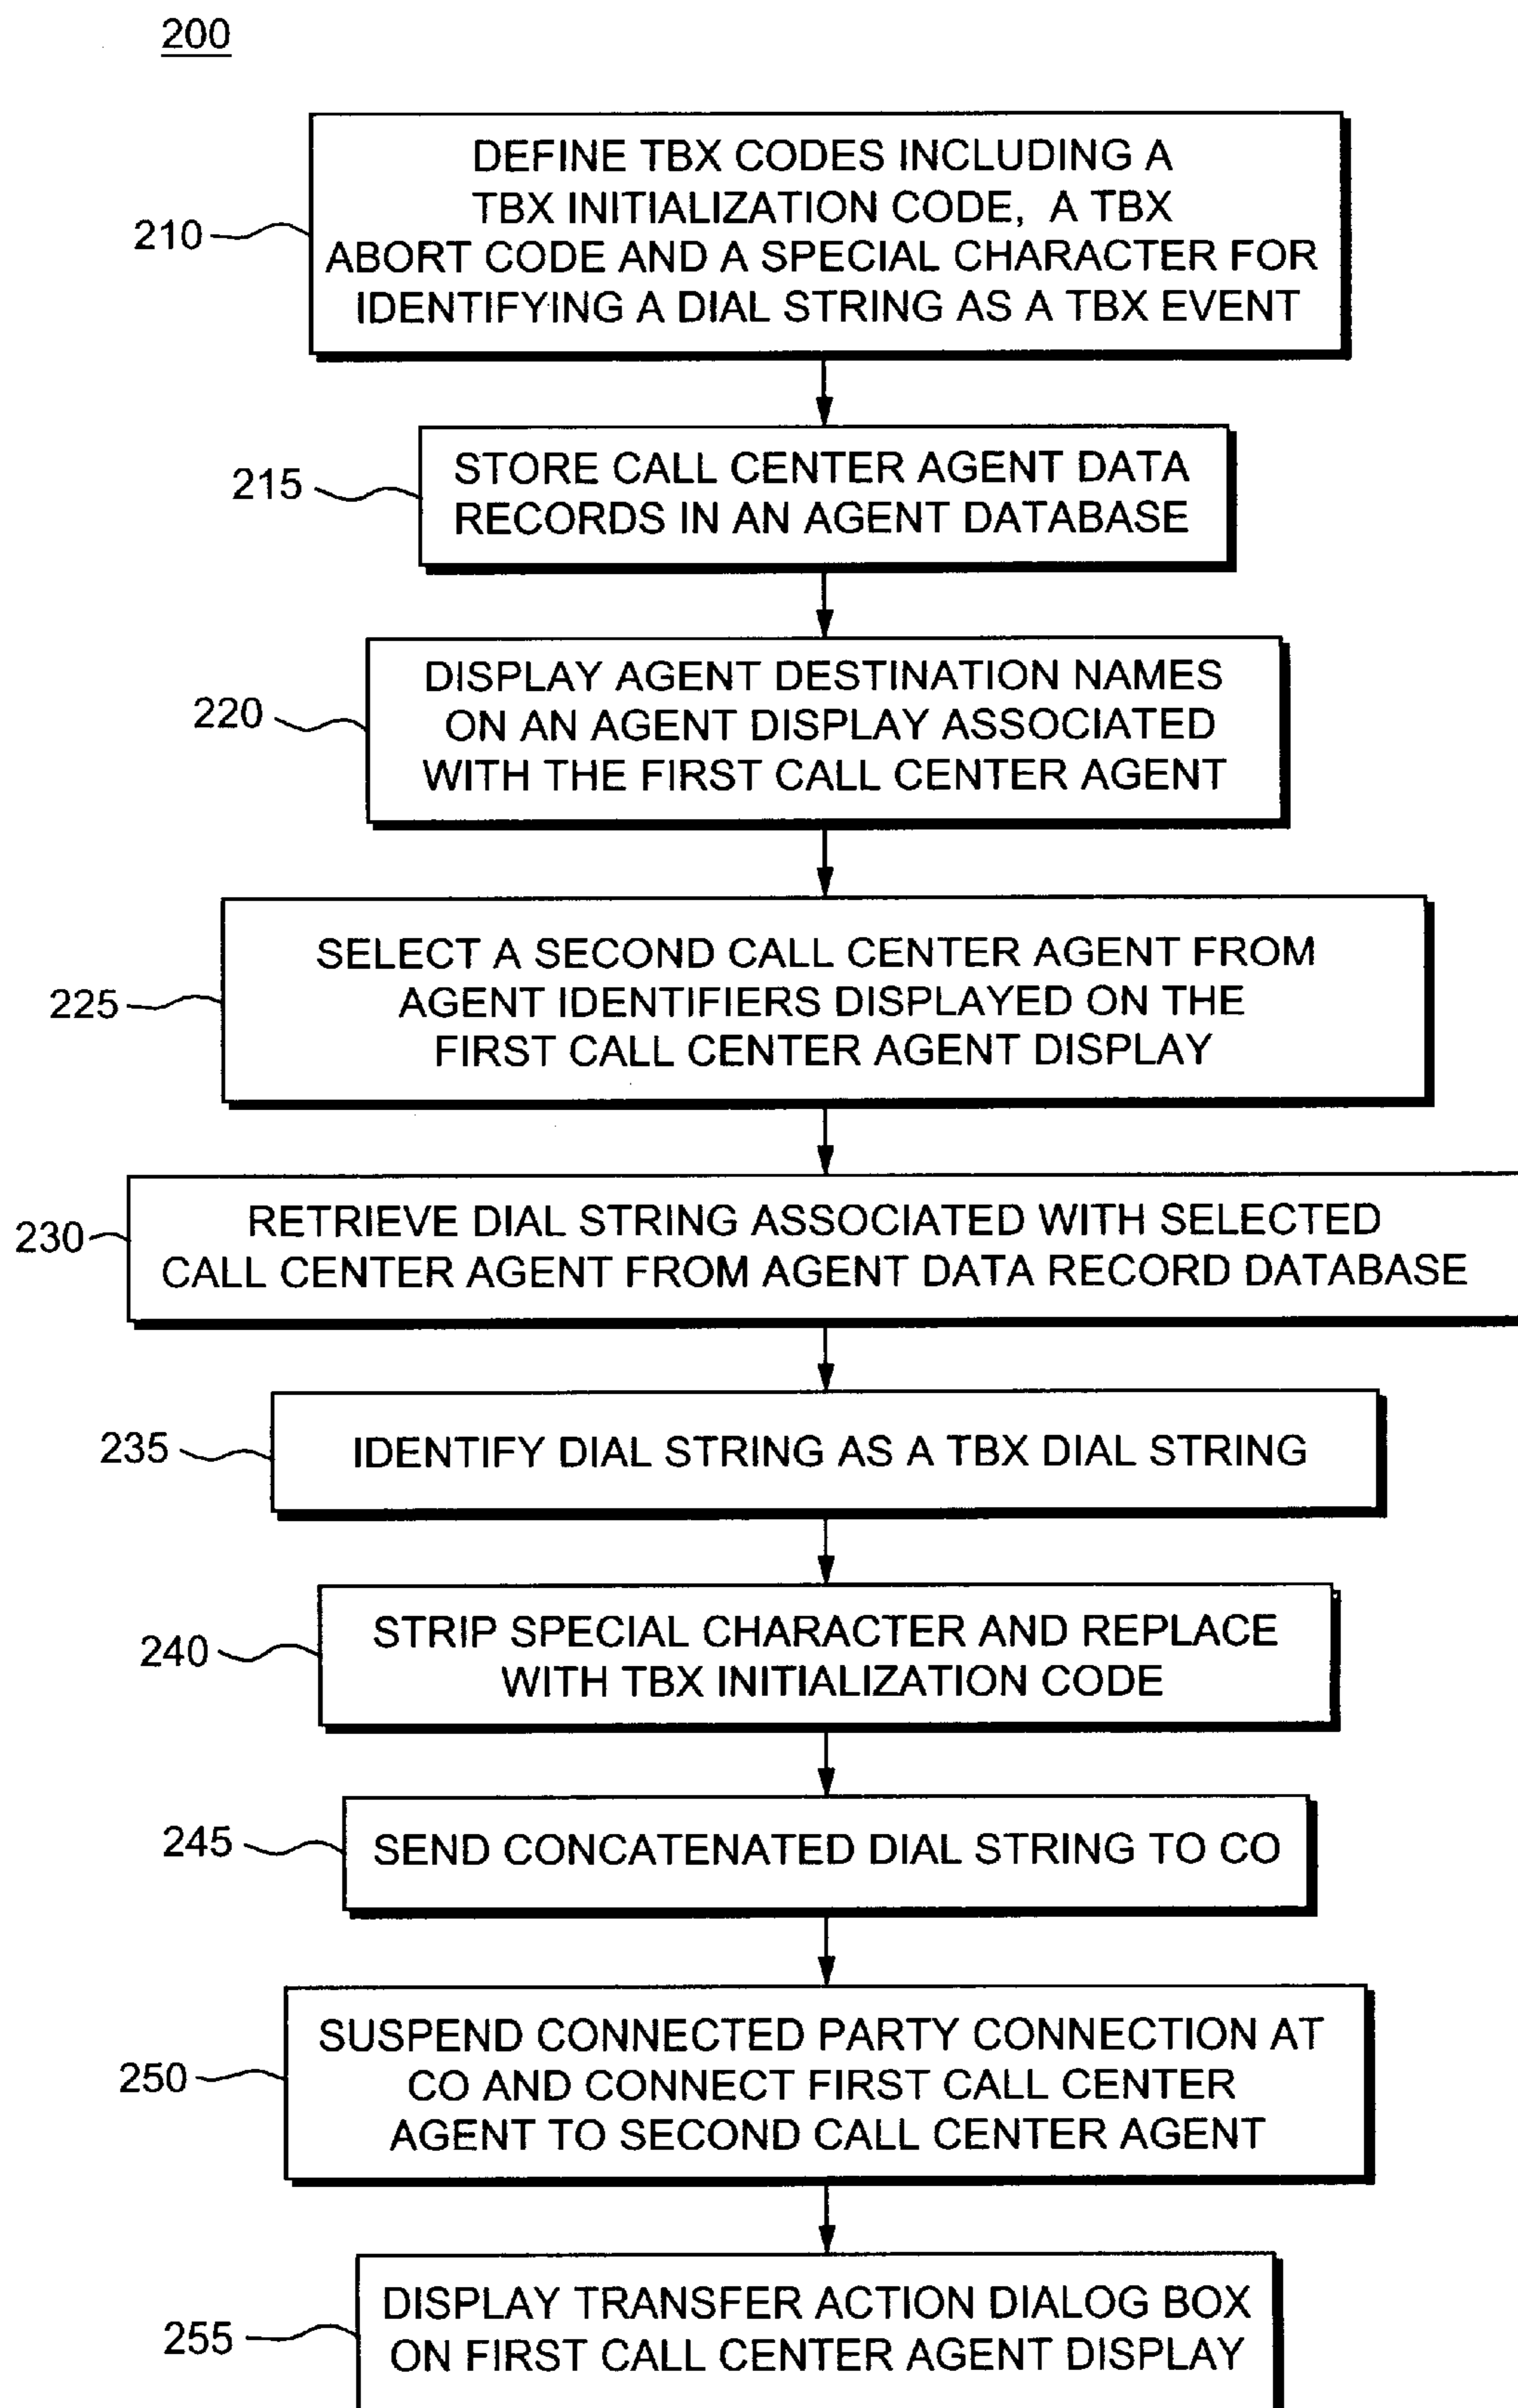 200
210
DEFINE TBX CODES INCLUDING A
TBX INITIALIZATION CODE, A TBX
ABORT CODE AND A SPECIAL CHARACTER FOR
IDENTIFYING A DIAL STRING AS A TBX EVENT
215
STORE CALL CENTER AGENT DATA
RECORDS IN AN AGENT DATABASE
220
DISPLAY AGENT DESTINATION NAMES
ON AN AGENT DISPLAY ASSOCIATED
WITH THE FIRST CALL CENTER AGENT
225
SELECT A SECOND CALL CENTER AGENT FROM
AGENT IDENTIFIERS DISPLAYED ON THE
FIRST CALL CENTER AGENT DISPLAY
230
RETRIEVE DIAL STRING ASSOCIATED WITH SELECTED
CALL CENTER AGENT FROM AGENT DATA RECORD DATABASE
235
IDENTIFY DIAL STRING AS A TBX DIAL STRING
240
STRIP SPECIAL CHARACTER AND REPLACE
WITH TBX INITIALIZATION CODE
245
SEND CONCATENATED DIAL STRING TO CO
250
SUSPEND CONNECTED PARTY CONNECTION AT
CO AND CONNECT FIRST CALL CENTER
AGENT TO SECOND CALL CENTER AGENT
255
DISPLAY TRANSFER ACTION DIALOG BOX
ON FIRST CALL CENTER AGENT DISPLAY